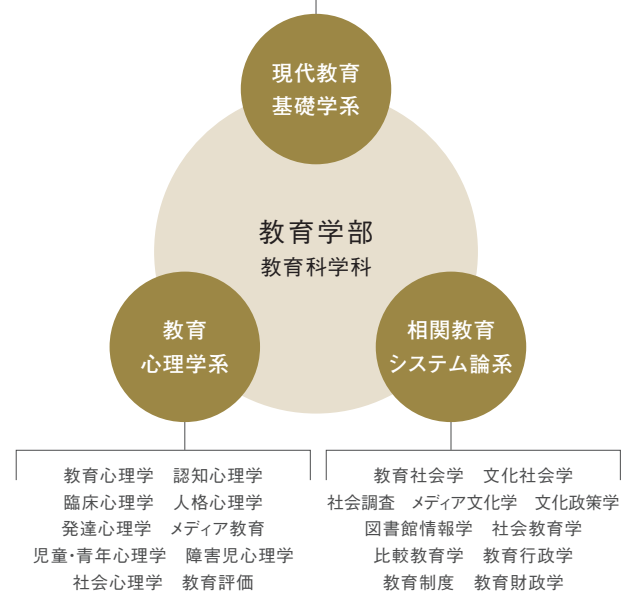 現代教育
基礎学系
教育学部
教育科学科
教育
心理学系
相関教育
システム論系
教育心理学 認知心理学
臨床心理学 人格心理学
発達心理学 メディア教育
児童・青年心理学 障害児心理学
社会心理学 教育評価
教育社会学 文化社会学
社会調査 メディア文化学 文化政策学
図書館情報学 社会教育学
比較教育学 教育行政学
教育制度 教育財政学